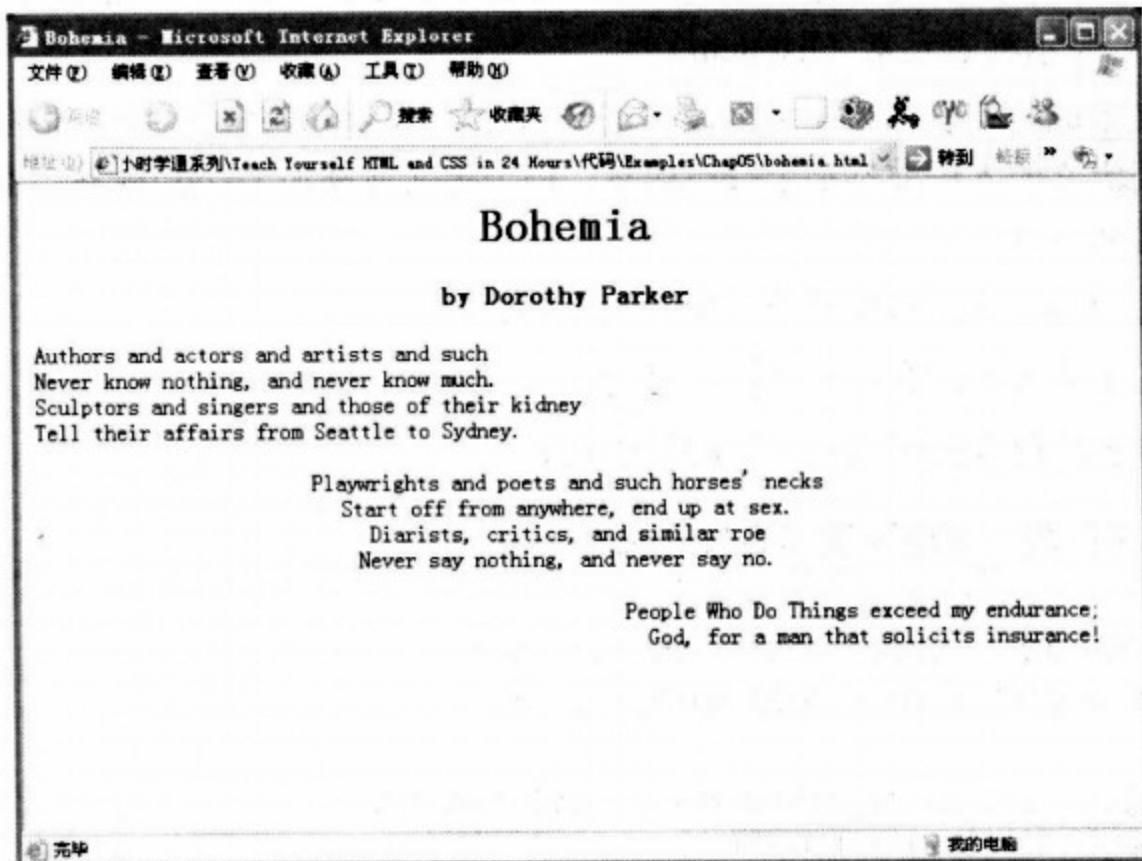 Bohemia - Microsoft Internet Explorer
文件(F) 编辑(E) 查看(V) 收藏(A) 工具(T) 帮助(H)
后退 搜索 收藏夹
地址(D) 小时学通系列\Teach Yourself HTML and CSS in 24 Hours\代码\Examples\Chap05\bohemia.html 转到 链接 »
Bohemia
by Dorothy Parker
Authors and actors and artists and such
Never know nothing, and never know much.
Sculptors and singers and those of their kidney
Tell their affairs from Seattle to Sydney.
Playwrights and poets and such horses' necks
Start off from anywhere, end up at sex.
Diarists, critics, and similar roe
Never say nothing, and never say no.
People Who Do Things exceed my endurance;
God, for a man that solicits insurance!
完毕 我的电脑